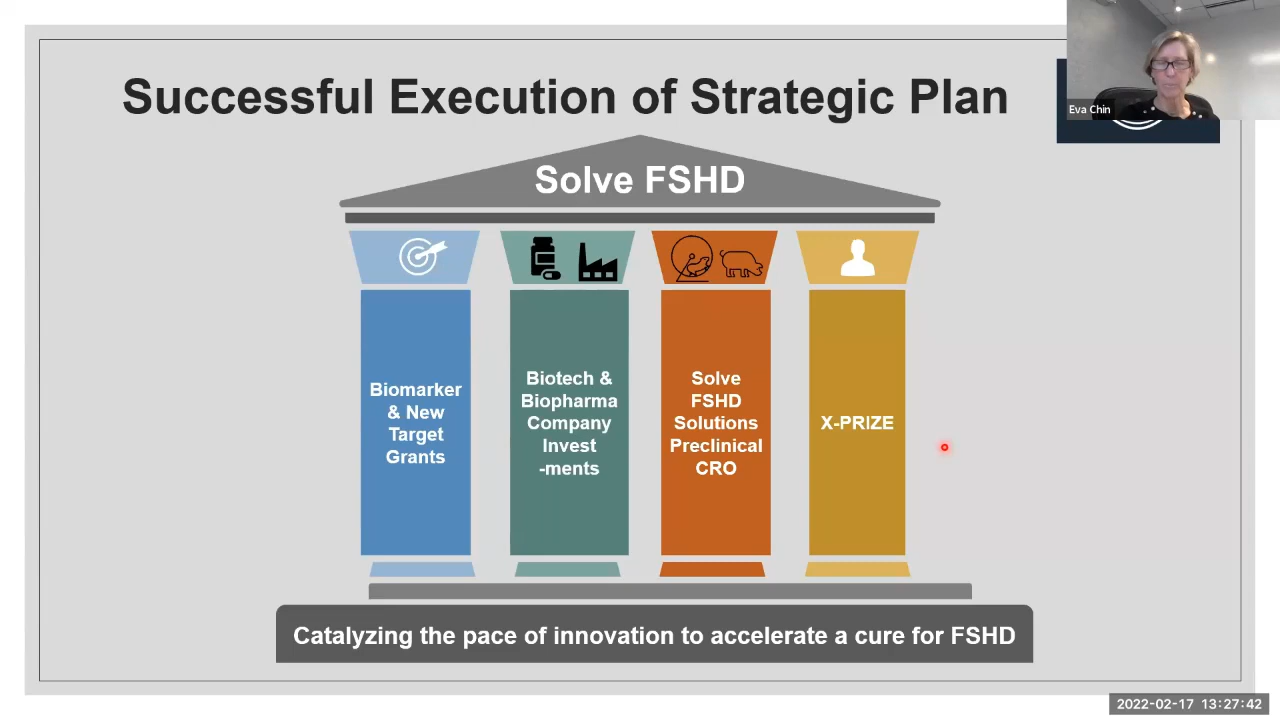 Successful Execution of Strategic Plan
Eva Chin
Solve FSHD
Biomarker
& New
Target
Grants
Biotech &
Biopharma
Company
Invest
-ments
Solve
FSHD
Solutions
Preclinical
CRO
X-PRIZE
Catalyzing the pace of innovation to accelerate a cure for FSHD
2022-02-17 13:27:42